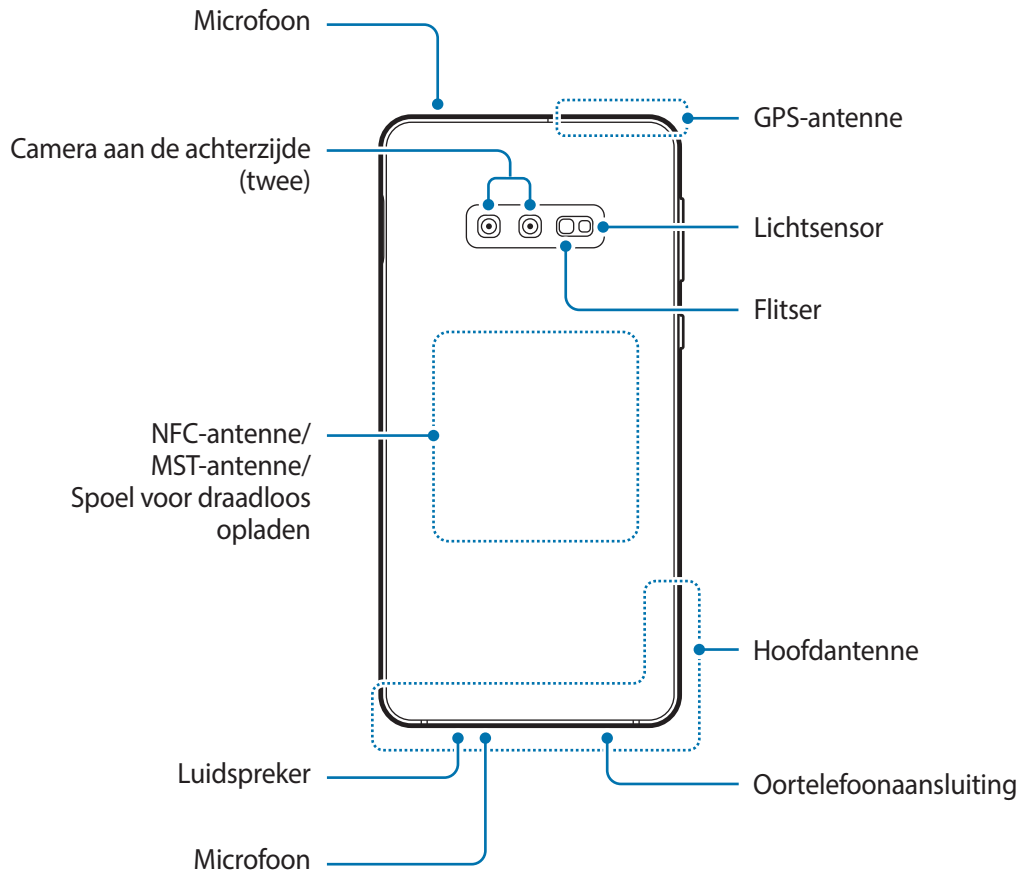 Microfoon
GPS-antenne
Camera aan de achterzijde
(twee)
Lichtsensor
Flitser
NFC-antenne/
MST-antenne/
Spoel voor draadloos
opladen
Hoofdantenne
Luidspreker
Oortelefoonaansluiting
Microfoon